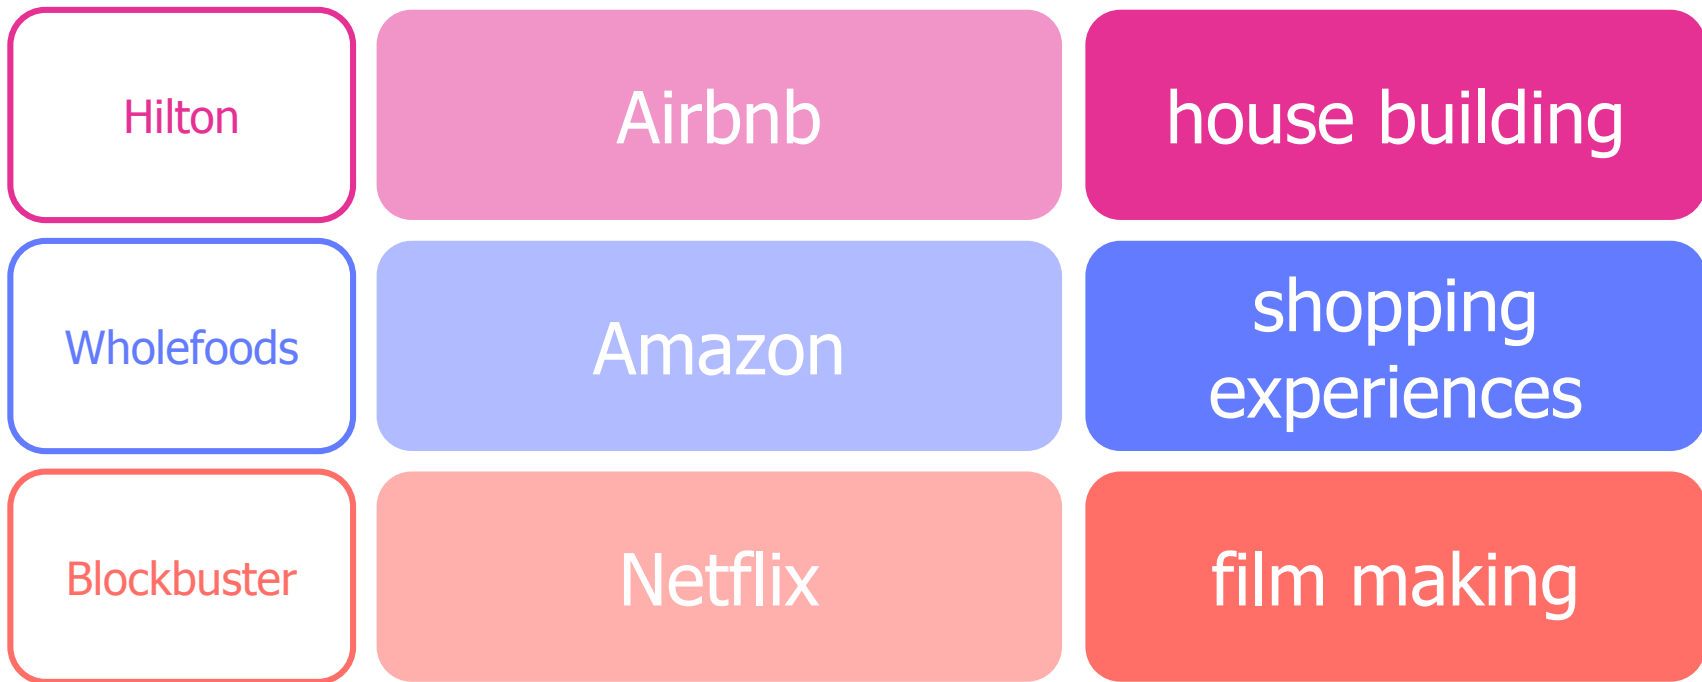 Hilton
Airbnb
house building
Wholefoods
Amazon
shopping
experiences
Blockbuster
Netflix
film making